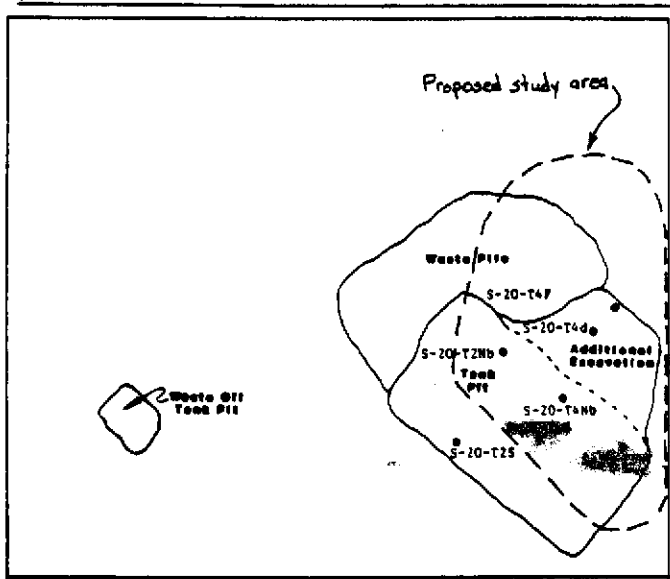 Proposed study area
Waste Pile
S-20-T4F
S-20-T4d
S-20-T2Nb
Additional
Excavation
Tank
Pit
Waste Oil
Tank Pit
S-20-T4Nb
S-20-T2S